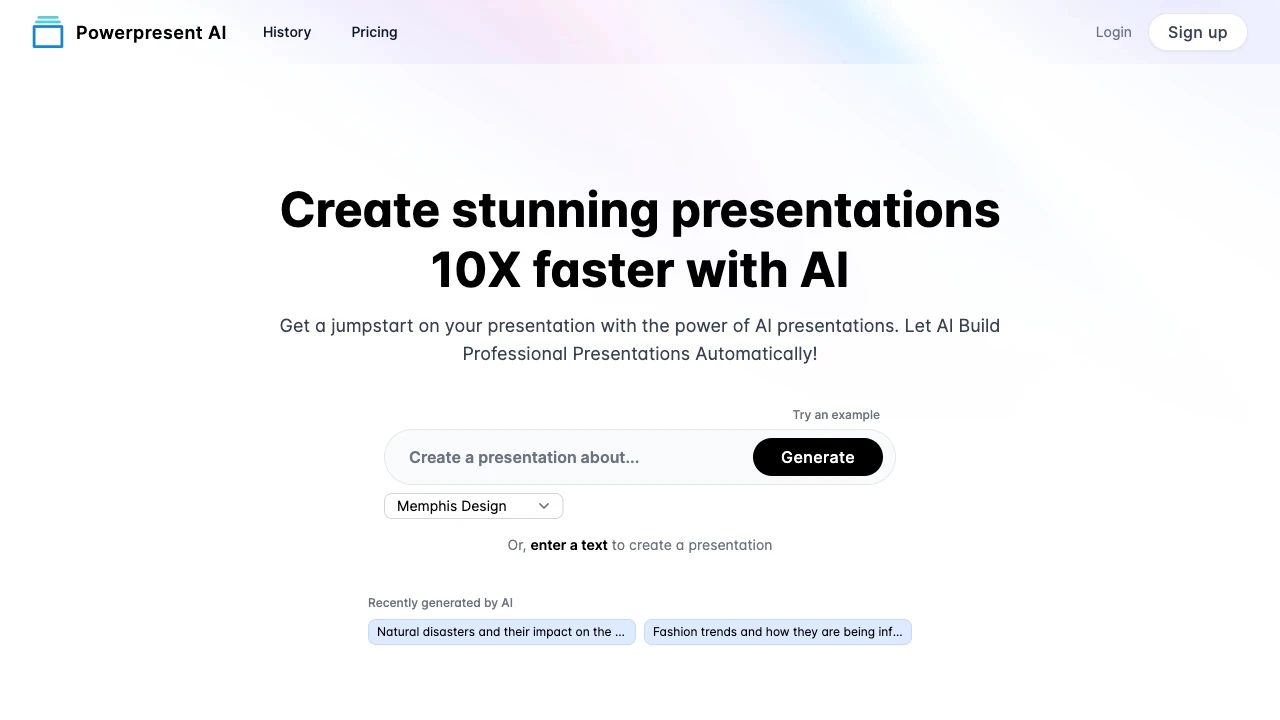 Powerpresent AI
History
Pricing
Login
Sign up
Create stunning presentations
10X faster with AI
Get a jumpstart on your presentation with the power of AI presentations. Let AI Build
Professional Presentations Automatically!
Try an example
Create a presentation about...
Generate
Memphis Design
Or, enter a text to create a presentation
Recently generated by AI
Natural disasters and their impact on the ...
Fashion trends and how they are being inf...